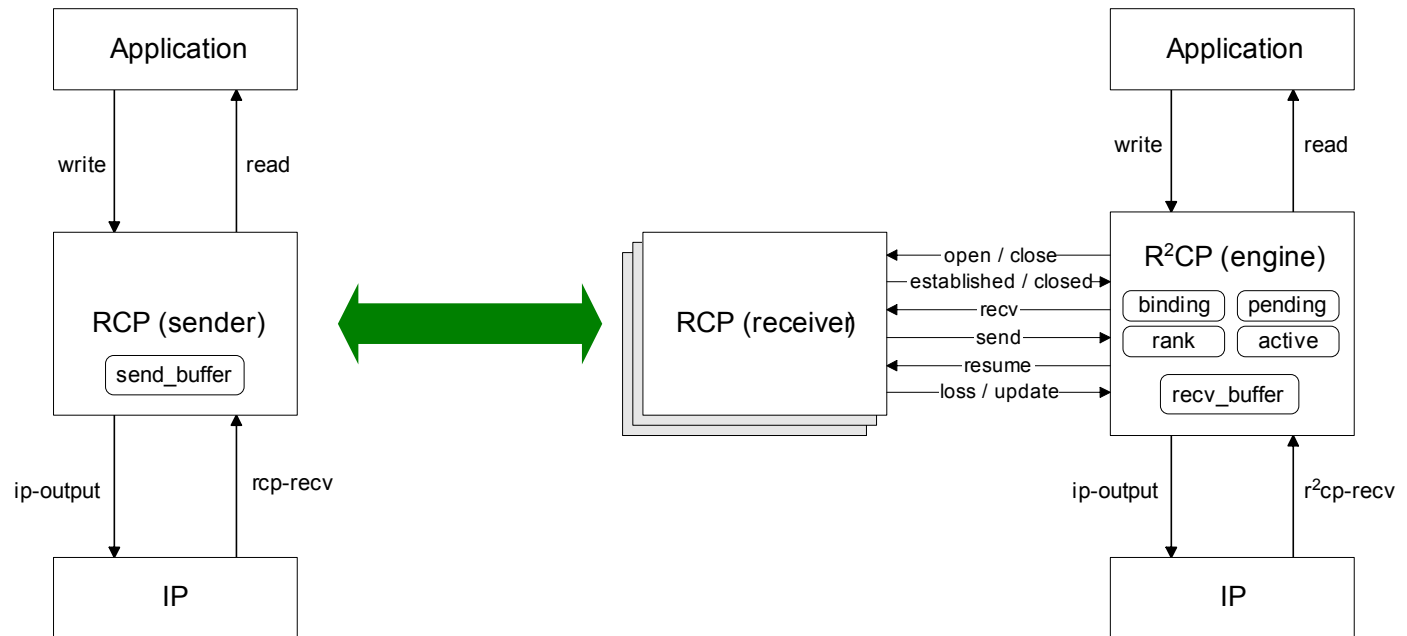 Application
Application
write
read
write
read
RCP (sender)
send_buffer
RCP (receiver)
open / close
established / closed
recv
send
resume
loss / update
R²CP (engine)
binding
pending
rank
active
recv_buffer
ip-output
rcp-recv
ip-output
r²cp-recv
IP
IP